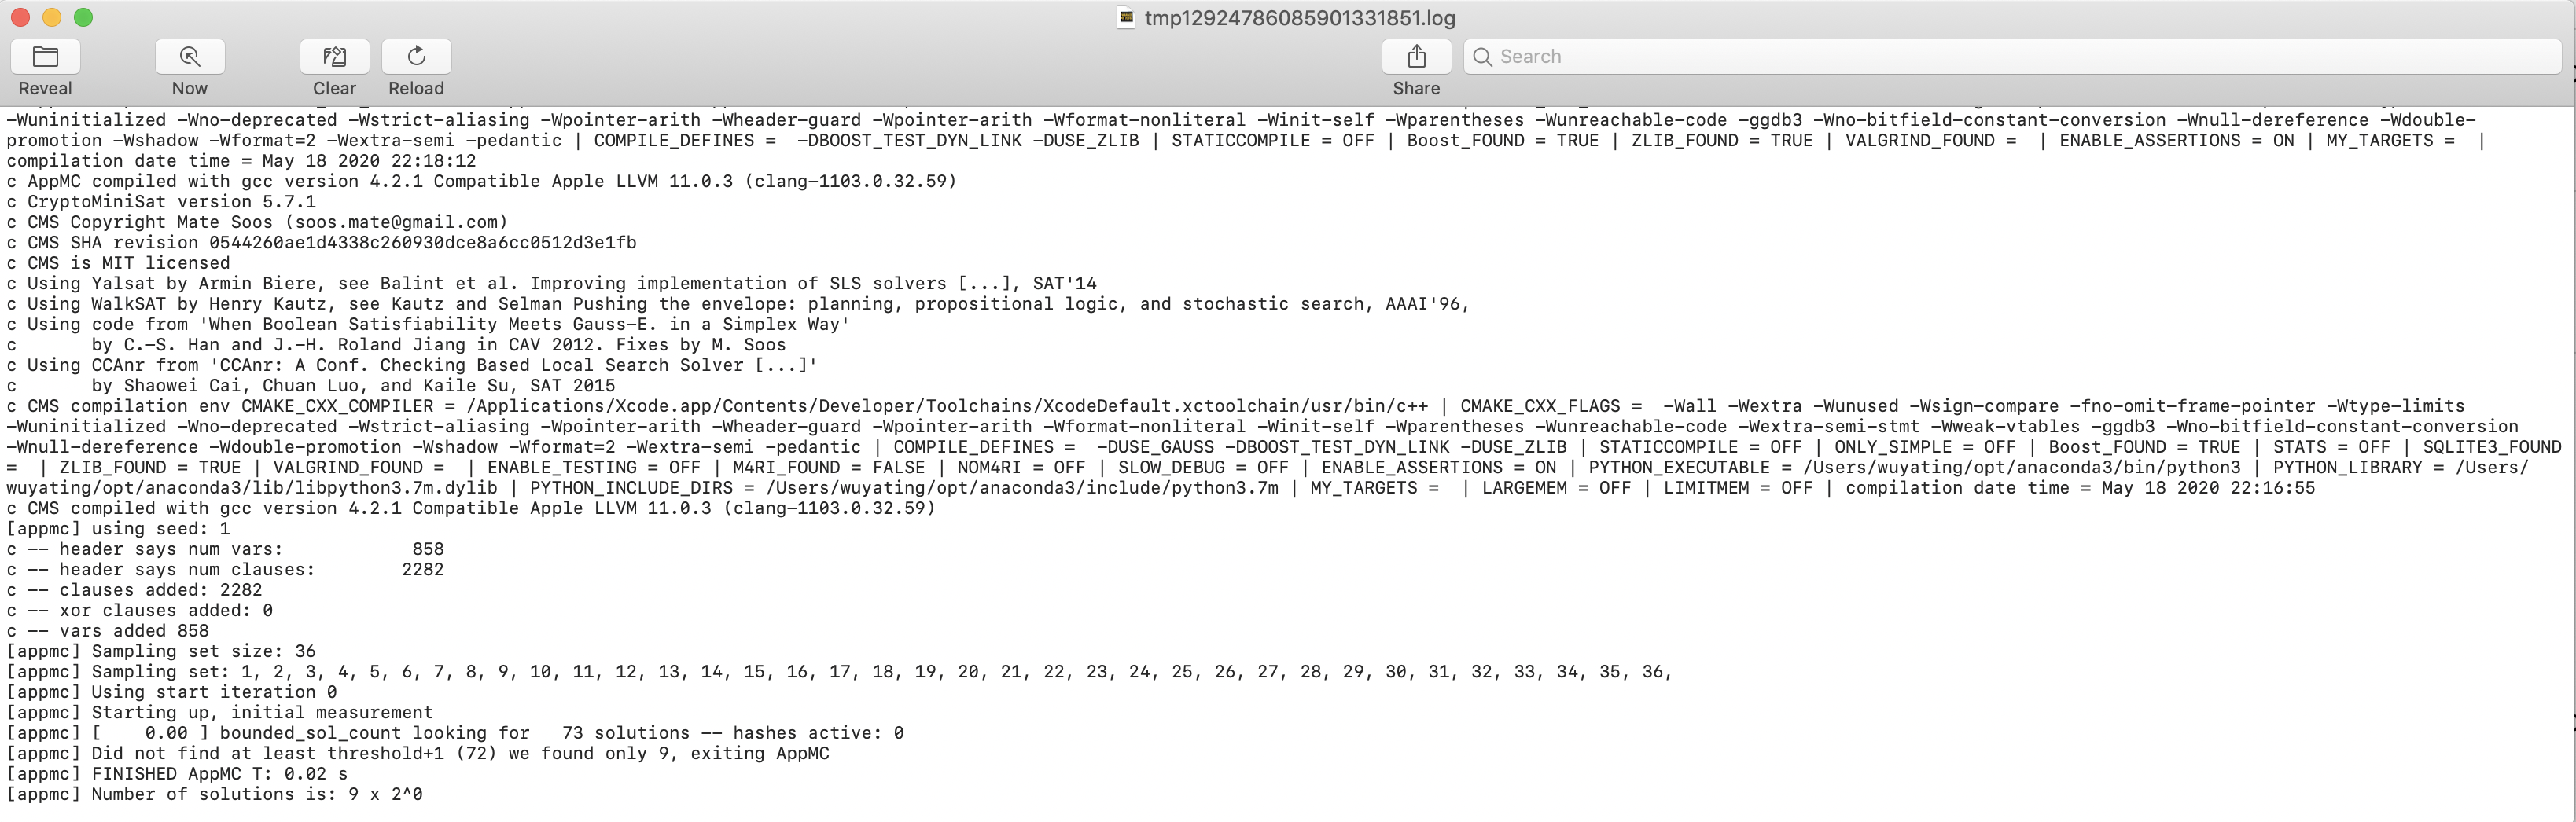 tmp12924786085901331851.log
Reveal
Now
Clear
Reload
Share
Search
-Wuninitialized -Wno-deprecated -Wstrict-aliasing -Wpointer-arith -Wheader-guard -Wpointer-arith -Wformat-nonliteral -Winit-self -Wparentheses -Wunreachable-code -ggdb3 -Wno-bitfield-constant-conversion -Wnull-dereference -Wdouble-
promotion -Wshadow -Wformat=2 -Wextra-semi -pedantic | COMPILE_DEFINES =  -DBOOST_TEST_DYN_LINK -DUSE_ZLIB | STATICCOMPILE = OFF | Boost_FOUND = TRUE | ZLIB_FOUND = TRUE | VALGRIND_FOUND =  | ENABLE_ASSERTIONS = ON | MY_TARGETS =  |
compilation date time = May 18 2020 22:18:12
c AppMC compiled with gcc version 4.2.1 Compatible Apple LLVM 11.0.3 (clang-1103.0.32.59)
c CryptoMiniSat version 5.7.1
c CMS Copyright Mate Soos (soos.mate@gmail.com)
c CMS SHA revision 0544260ae1d4338c260930dce8a6cc0512d3e1fb
c CMS is MIT licensed
c Using Yalsat by Armin Biere, see Balint et al. Improving implementation of SLS solvers [...], SAT'14
c Using WalkSAT by Henry Kautz, see Kautz and Selman Pushing the envelope: planning, propositional logic, and stochastic search, AAAI'96,
c Using code from 'When Boolean Satisfiability Meets Gauss-E. in a Simplex Way'
c       by C.-S. Han and J.-H. Roland Jiang in CAV 2012. Fixes by M. Soos
c Using CCAnr from 'CCAnr: A Conf. Checking Based Local Search Solver [...]'
c       by Shaowei Cai, Chuan Luo, and Kaile Su, SAT 2015
c CMS compilation env CMAKE_CXX_COMPILER = /Applications/Xcode.app/Contents/Developer/Toolchains/XcodeDefault.xctoolchain/usr/bin/c++ | CMAKE_CXX_FLAGS =  -Wall -Wextra -Wunused -Wsign-compare -fno-omit-frame-pointer -Wtype-limits
-Wuninitialized -Wno-deprecated -Wstrict-aliasing -Wpointer-arith -Wheader-guard -Wpointer-arith -Wformat-nonliteral -Winit-self -Wparentheses -Wunreachable-code -Wextra-semi-stmt -Wweak-vtables -ggdb3 -Wno-bitfield-constant-conversion
-Wnull-dereference -Wdouble-promotion -Wshadow -Wformat=2 -Wextra-semi -pedantic | COMPILE_DEFINES =  -DUSE_GAUSS -DBOOST_TEST_DYN_LINK -DUSE_ZLIB | STATICCOMPILE = OFF | ONLY_SIMPLE = OFF | Boost_FOUND = TRUE | STATS = OFF | SQLITE3_FOUND
=  | ZLIB_FOUND = TRUE | VALGRIND_FOUND =  | ENABLE_TESTING = OFF | M4RI_FOUND = FALSE | NOM4RI = OFF | SLOW_DEBUG = OFF | ENABLE_ASSERTIONS = ON | PYTHON_EXECUTABLE = /Users/wuyating/opt/anaconda3/bin/python3 | PYTHON_LIBRARY = /Users/
wuyating/opt/anaconda3/lib/libpython3.7m.dylib | PYTHON_INCLUDE_DIRS = /Users/wuyating/opt/anaconda3/include/python3.7m | MY_TARGETS =  | LARGEMEM = OFF | LIMITMEM = OFF | compilation date time = May 18 2020 22:16:55
c CMS compiled with gcc version 4.2.1 Compatible Apple LLVM 11.0.3 (clang-1103.0.32.59)
[appmc] using seed: 1
c -- header says num vars:            858
c -- header says num clauses:        2282
c -- clauses added: 2282
c -- xor clauses added: 0
c -- vars added 858
[appmc] Sampling set size: 36
[appmc] Sampling set: 1, 2, 3, 4, 5, 6, 7, 8, 9, 10, 11, 12, 13, 14, 15, 16, 17, 18, 19, 20, 21, 22, 23, 24, 25, 26, 27, 28, 29, 30, 31, 32, 33, 34, 35, 36,
[appmc] Using start iteration 0
[appmc] Starting up, initial measurement
[appmc] [    0.00 ] bounded_sol_count looking for   73 solutions -- hashes active: 0
[appmc] Did not find at least threshold+1 (72) we found only 9, exiting AppMC
[appmc] FINISHED AppMC T: 0.02 s
[appmc] Number of solutions is: 9 x 2^0